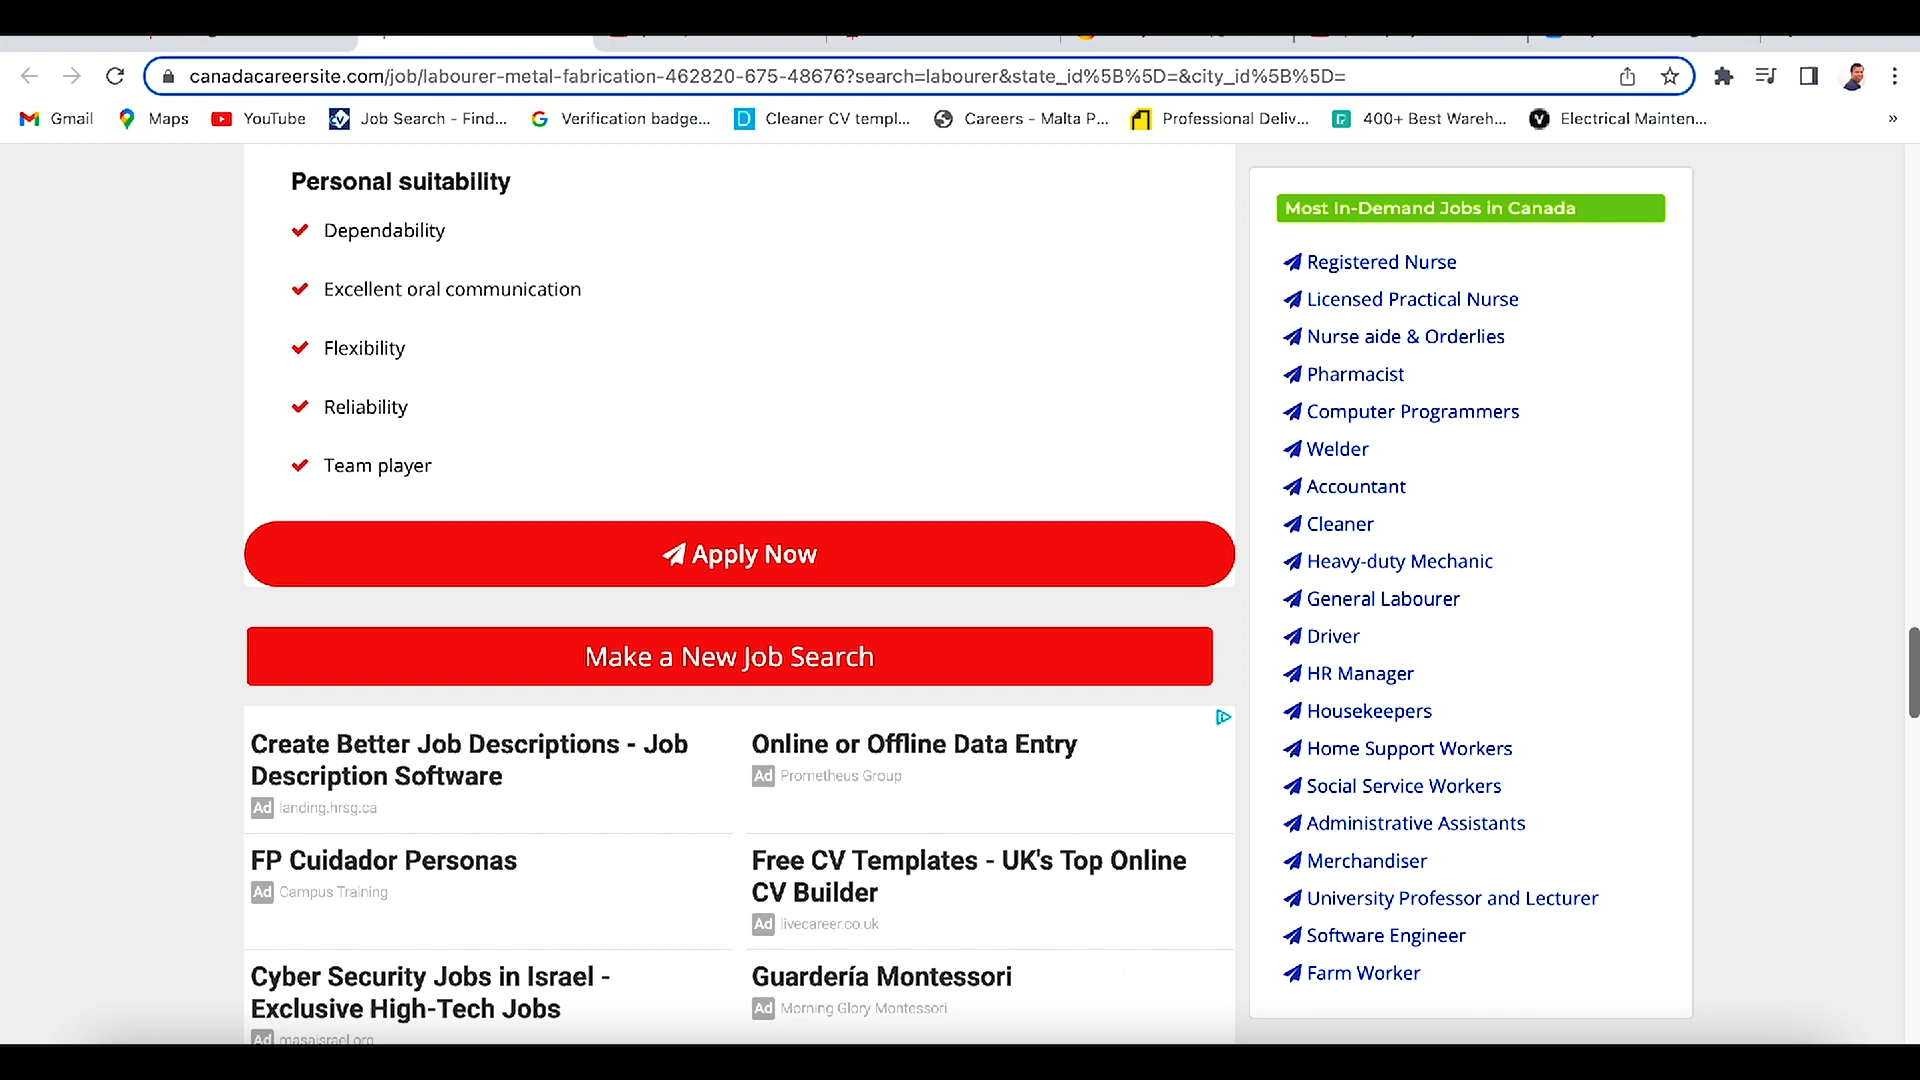 canadacareersite.com/job/labourer-metal-fabrication-462820-675-48676?search=labourer&state_id%5B%5D=&city_id%5B%5D=
Gmail Maps YouTube Job Search - Find... Verification badge... Cleaner CV templ... Careers - Malta P... Professional Deliv... 400+ Best Wareh... Electrical Mainten... »
Personal suitability
Dependability
Excellent oral communication
Flexibility
Reliability
Team player
Apply Now
Make a New Job Search
Create Better Job Descriptions - Job
Description Software
Ad landing.hrsg.ca
Online or Offline Data Entry
Ad Prometheus Group
FP Cuidador Personas
Ad Campus Training
Free CV Templates - UK's Top Online
CV Builder
Ad livecareer.co.uk
Cyber Security Jobs in Israel -
Exclusive High-Tech Jobs
Ad masaisrael.org
Guardería Montessori
Ad Morning Glory Montessori
Most In-Demand Jobs in Canada
Registered Nurse
Licensed Practical Nurse
Nurse aide & Orderlies
Pharmacist
Computer Programmers
Welder
Accountant
Cleaner
Heavy-duty Mechanic
General Labourer
Driver
HR Manager
Housekeepers
Home Support Workers
Social Service Workers
Administrative Assistants
Merchandiser
University Professor and Lecturer
Software Engineer
Farm Worker